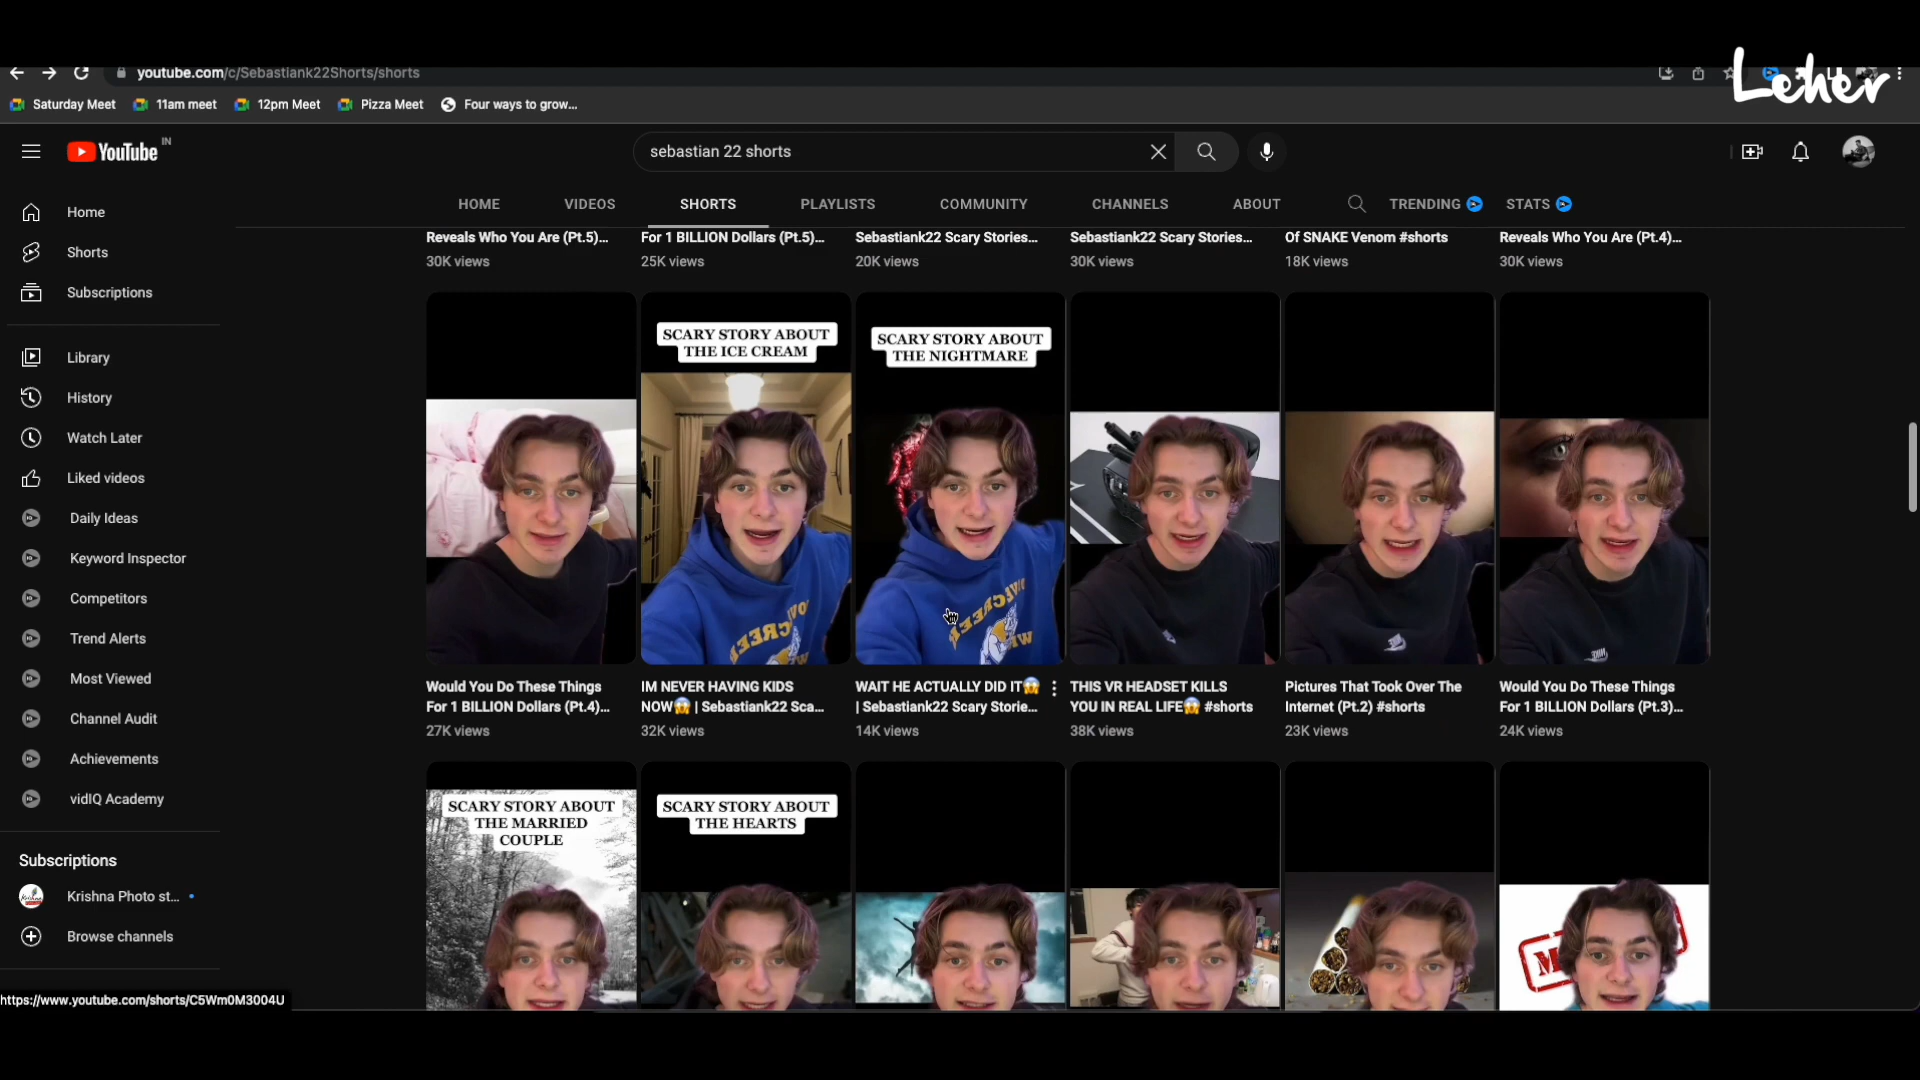 Leher
youtube.com/c/Sebastiank22Shorts/shorts
Saturday Meet
11am meet
12pm Meet
Pizza Meet
Four ways to grow...
YouTube IN
sebastian 22 shorts
HOME
VIDEOS
SHORTS
PLAYLISTS
COMMUNITY
CHANNELS
ABOUT
TRENDING
STATS
Home
Shorts
Subscriptions
Library
History
Watch Later
Liked videos
Daily Ideas
Keyword Inspector
Competitors
Trend Alerts
Most Viewed
Channel Audit
Achievements
vidIQ Academy
Subscriptions
Krishna Photo st...
Browse channels
https://www.youtube.com/shorts/C5Wm0M3004U
Reveals Who You Are (Pt.5)...
30K views
For 1 BILLION Dollars (Pt.5)...
25K views
Sebastiank22 Scary Stories...
20K views
Sebastiank22 Scary Stories...
30K views
Of SNAKE Venom #shorts
18K views
Reveals Who You Are (Pt.4)...
30K views
Would You Do These Things
For 1 BILLION Dollars (Pt.4)...
27K views
SCARY STORY ABOUT
THE ICE CREAM
IM NEVER HAVING KIDS
NOW😱 | Sebastiank22 Sca...
32K views
SCARY STORY ABOUT
THE NIGHTMARE
WAIT HE ACTUALLY DID IT😱
| Sebastiank22 Scary Storie...
14K views
THIS VR HEADSET KILLS
YOU IN REAL LIFE😱 #shorts
38K views
Pictures That Took Over The
Internet (Pt.2) #shorts
23K views
Would You Do These Things
For 1 BILLION Dollars (Pt.3)...
24K views
SCARY STORY ABOUT
THE MARRIED
COUPLE
SCARY STORY ABOUT
THE HEARTS